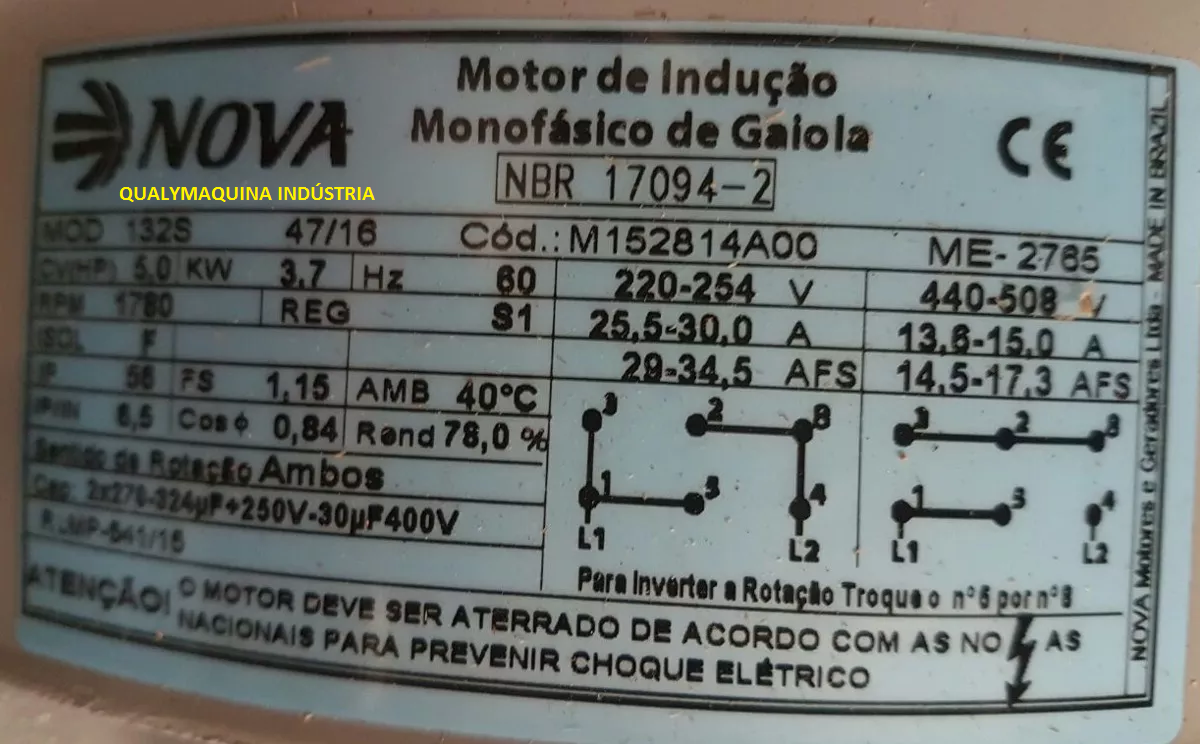 NOVA
QUALYMAQUINA INDÚSTRIA
Motor de Indução
Monofásico de Gaiola
NBR 17094-2
CE
MOD 132S 47/16 Cód.: M152814A00 ME-2765
CV(HP) 5,0 KW 3,7 Hz 60 220-254 V 440-508 V
RPM 1780 REG S1 25,5-30,0 A 13,6-15,0 A
ISOL F 29-34,5 AFS 14,5-17,3 AFS
IP 56 FS 1,15 AMB 40°C
IP/IN 6,5 Cosϕ 0,84 Rend 78,0 %
Sentido de Rotação Ambos
Cap. 2x270-324µF+250V-30µF400V
3 2 8
1 5 4
L1 L2
3 2 8
1 5 4
L1 L2
Para Inverter a Rotação Troque o nº5 por nº8
ATENÇÃO! O MOTOR DEVE SER ATERRADO DE ACORDO COM AS NO AS
NACIONAIS PARA PREVENIR CHOQUE ELÉTRICO
NOVA Motores e Geradores Ltda - MADE IN BRAZIL